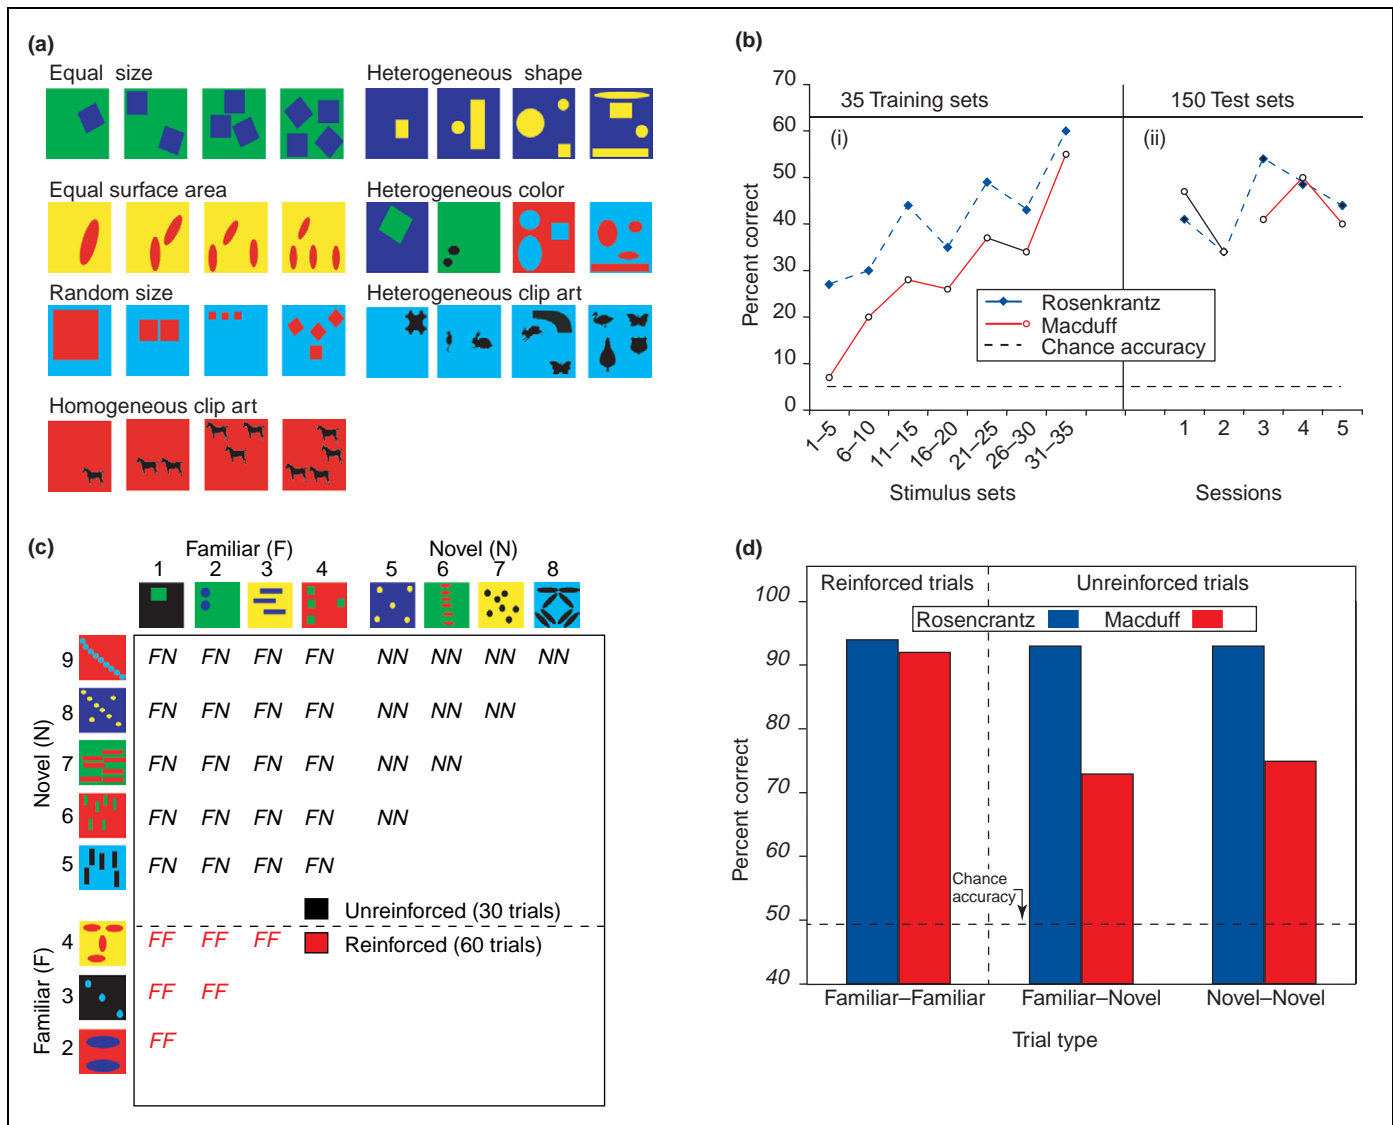 (a)
Equal size
Heterogeneous shape
Equal surface area
Heterogeneous color
Random size
Heterogeneous clip art
Homogeneous clip art
(b)
70
60
50
40
30
20
10
0
Percent correct
35 Training sets
150 Test sets
(i)
(ii)
Rosenkrantz
Macduff
Chance accuracy
1–5
6–10
11–15
16–20
21–25
26–30
31–35
1
2
3
4
5
Stimulus sets
Sessions
(c)
Familiar (F)
Novel (N)
1 2 3 4 5 6 7 8
Novel (N)
9 FN FN FN FN NN NN NN NN
8 FN FN FN FN NN NN NN
7 FN FN FN FN NN NN
6 FN FN FN FN NN
5 FN FN FN FN
Unreinforced (30 trials)
Familiar (F)
4 FF FF FF
Reinforced (60 trials)
3 FF FF
2 FF
(d)
Reinforced trials
Unreinforced trials
Rosencrantz
Macduff
100
90
80
70
60
50
40
Percent correct
Chance
accuracy
Familiar–Familiar
Familiar–Novel
Novel–Novel
Trial type